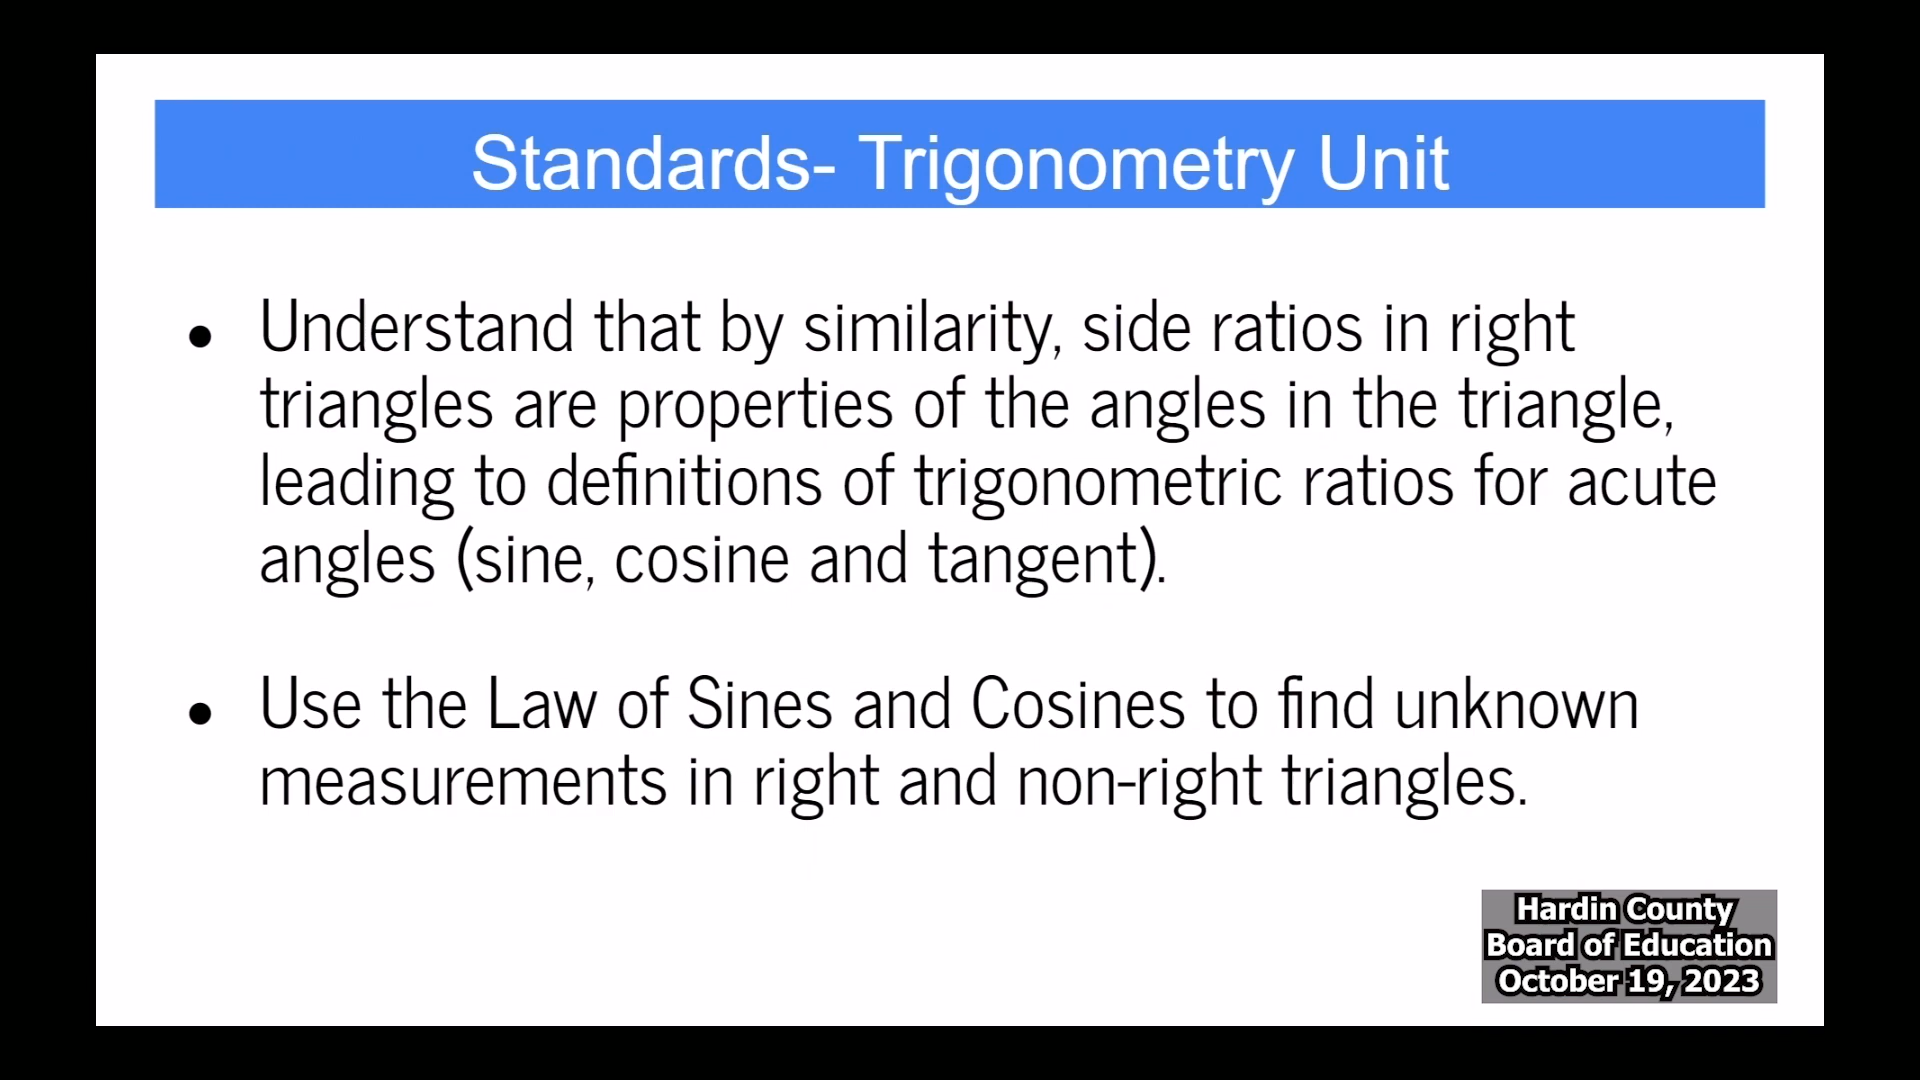 Standards- Trigonometry Unit
● Understand that by similarity, side ratios in right
triangles are properties of the angles in the triangle,
leading to definitions of trigonometric ratios for acute
angles (sine, cosine and tangent).
● Use the Law of Sines and Cosines to find unknown
measurements in right and non-right triangles.
Hardin County
Board of Education
October 19, 2023